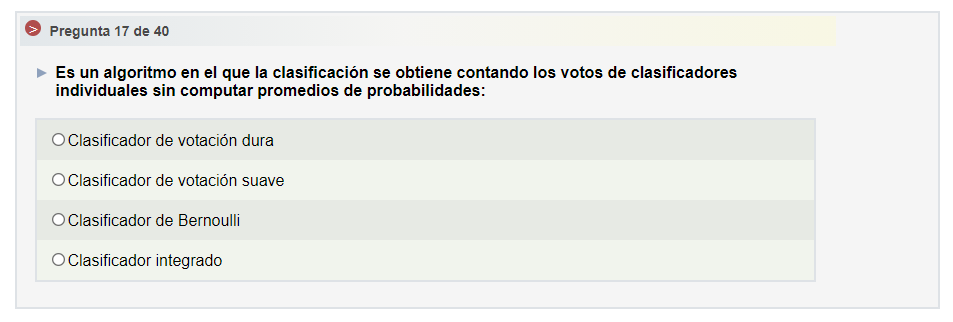 Pregunta 17 de 40
Es un algoritmo en el que la clasificación se obtiene contando los votos de clasificadores
individuales sin computar promedios de probabilidades:
Clasificador de votación dura
Clasificador de votación suave
Clasificador de Bernoulli
Clasificador integrado